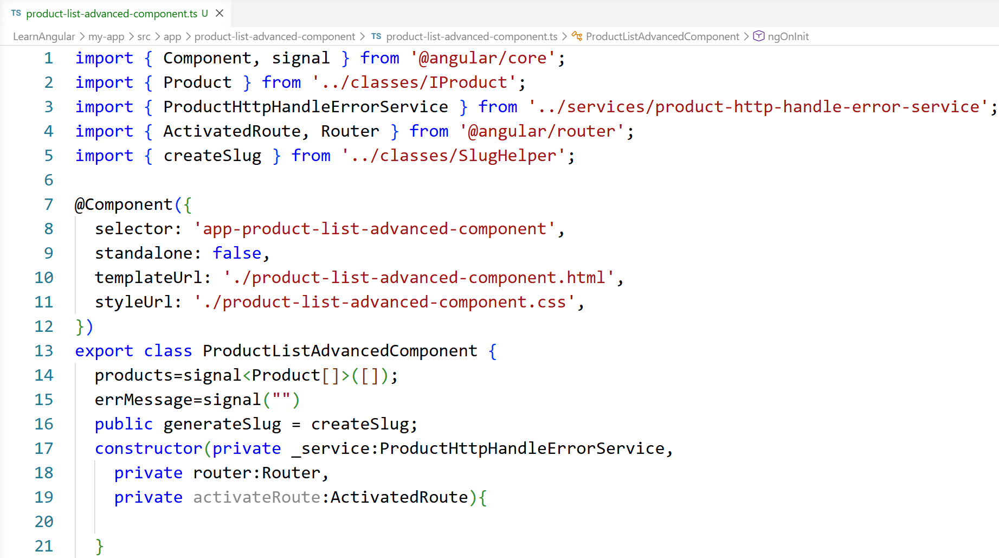 TS product-list-advanced-component.ts U
LearnAngular > my-app > src > app > product-list-advanced-component > TS product-list-advanced-component.ts > ProductListAdvancedComponent > ngOnInit
1 import { Component, signal } from '@angular/core';
2 import { Product } from '../classes/IProduct';
3 import { ProductHttpHandleErrorService } from '../services/product-http-handle-error-service';
4 import { ActivatedRoute, Router } from '@angular/router';
5 import { createSlug } from '../classes/SlugHelper';
6
7 @Component({
8   selector: 'app-product-list-advanced-component',
9   standalone: false,
10   templateUrl: './product-list-advanced-component.html',
11   styleUrl: './product-list-advanced-component.css',
12 })
13 export class ProductListAdvancedComponent {
14   products=signal<Product[]>([]);
15   errMessage=signal("")
16   public generateSlug = createSlug;
17   constructor(private _service:ProductHttpHandleErrorService,
18     private router:Router,
19     private activateRoute:ActivatedRoute){
20
21   }